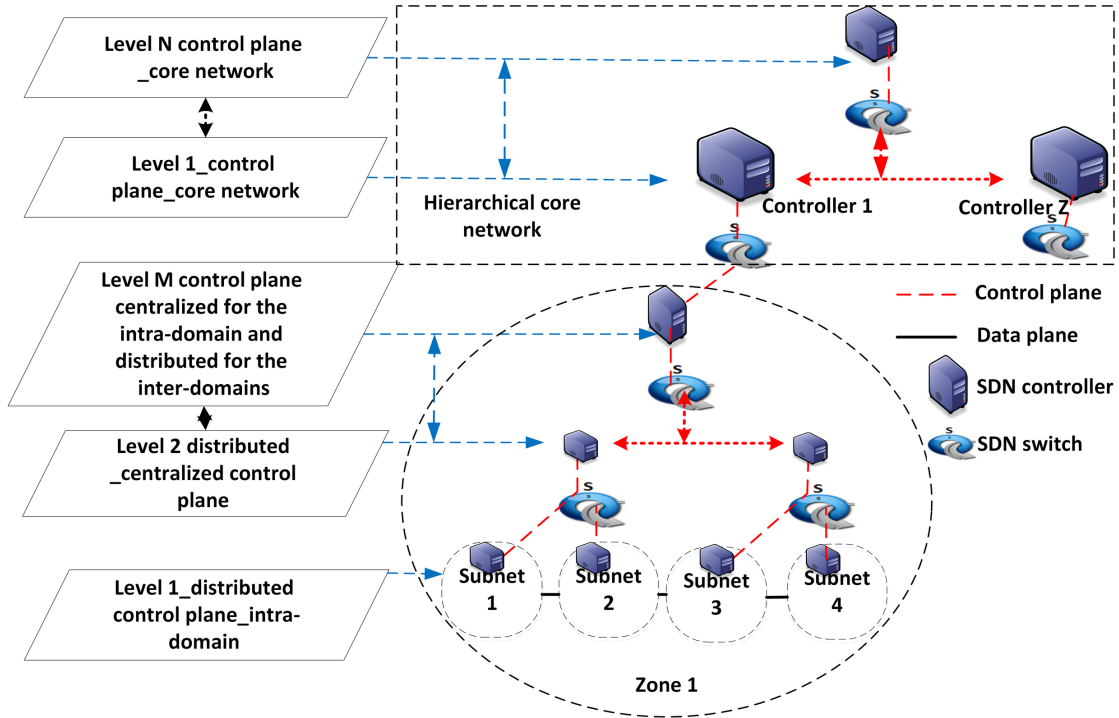 Level N control plane
_core network
Level 1_control
plane_core network
Hierarchical core
network
S
s
Controller 1
Controller Z
S
s
S
s
Level M control plane
centralized for the
intra-domain and
distributed for the
inter-domains
Control plane
Data plane
SDN controller
S
s
SDN switch
S
s
Level 2 distributed
_centralized control
plane
S
s
S
s
Level 1_distributed
control plane_intra-
domain
Subnet
1
Subnet
2
Subnet
3
Subnet
4
Zone 1